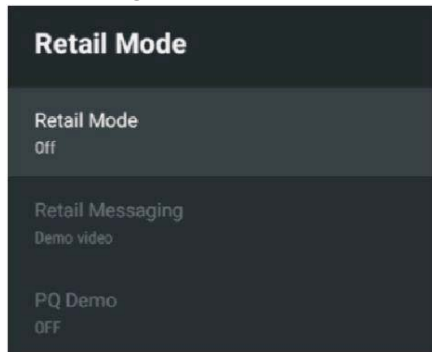 Retail Mode
Retail Mode
Off
Retail Messaging
Demo video
PQ Demo
OFF